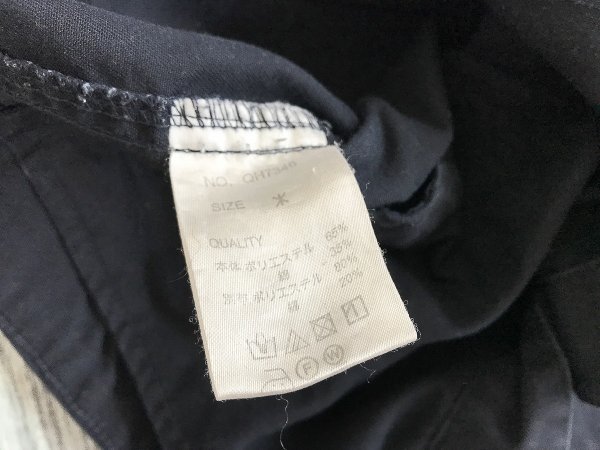 NO. QH7349
SIZE *
QUALITY
本体 ポリエステル 65%
綿 35%
別布 ポリエステル 80%
綿 20%
F W